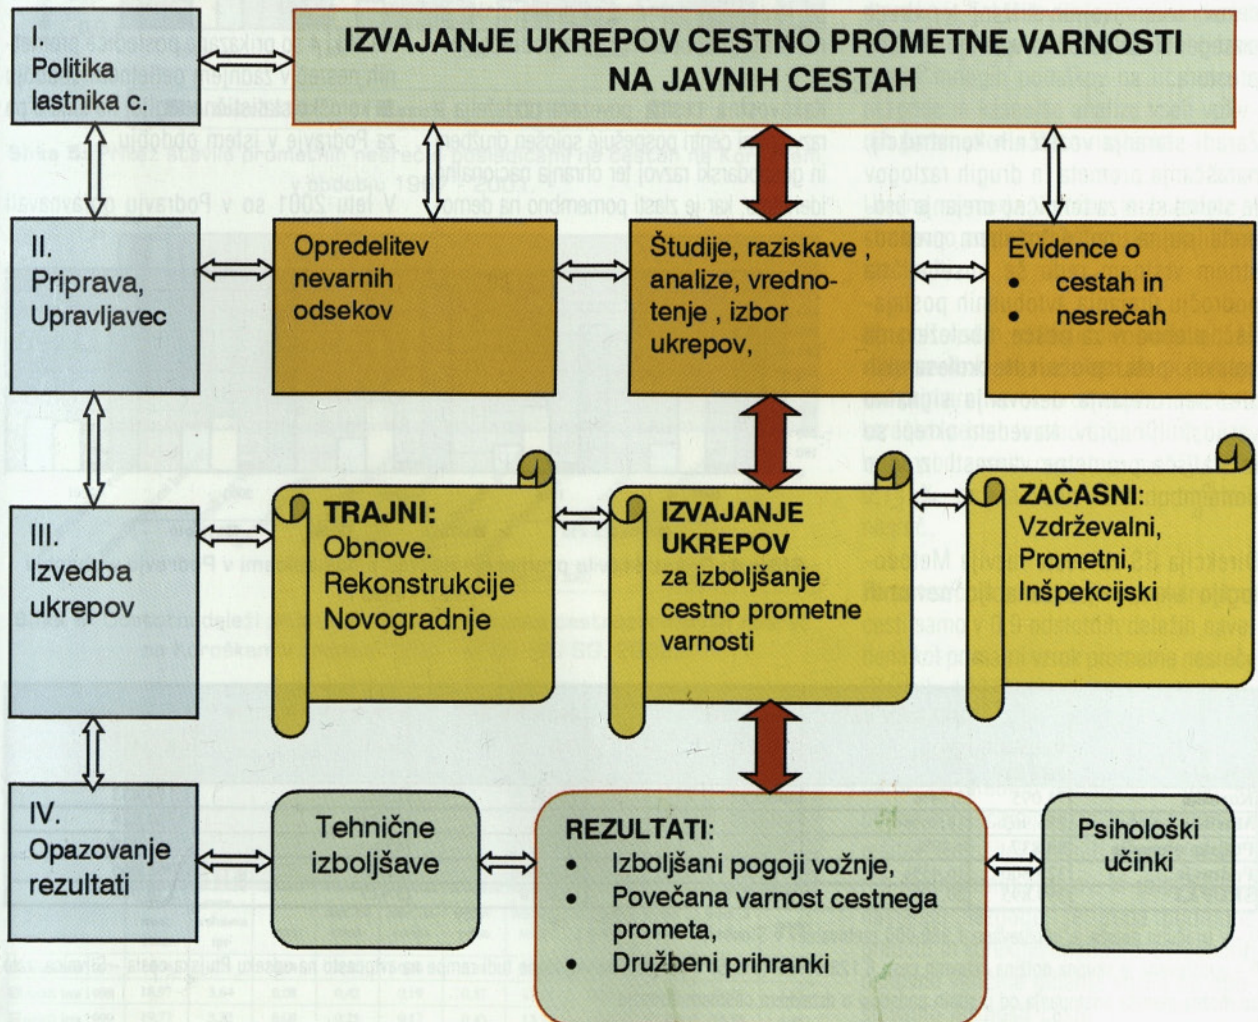 I.
Politika
lastnika c.
IZVAJANJE UKREPOV CESTNO PROMETNE VARNOSTI
NA JAVNIH CESTAH
II.
Priprava,
Upravljavec
Opredelitev
nevarnih
odsekov
Študije, raziskave ,
analize, vredno-
tenje , izbor
ukrepov,
Evidence o
• cestah in
• nesrečah
III.
Izvedba
ukrepov
TRAJNI:
Obnove.
Rekonstrukcije
Novogradnje
IZVAJANJE
UKREPOV
za izboljšanje
cestno prometne
varnosti
ZAČASNI:
Vzdrževalni,
Prometni,
Inšpekcijski
IV.
Opazovanje
rezultati
Tehnične
izboljšave
REZULTATI:
• Izboljšani pogoji vožnje,
• Povečana varnost cestnega
prometa,
• Družbeni prihranki
Psihološki
učinki